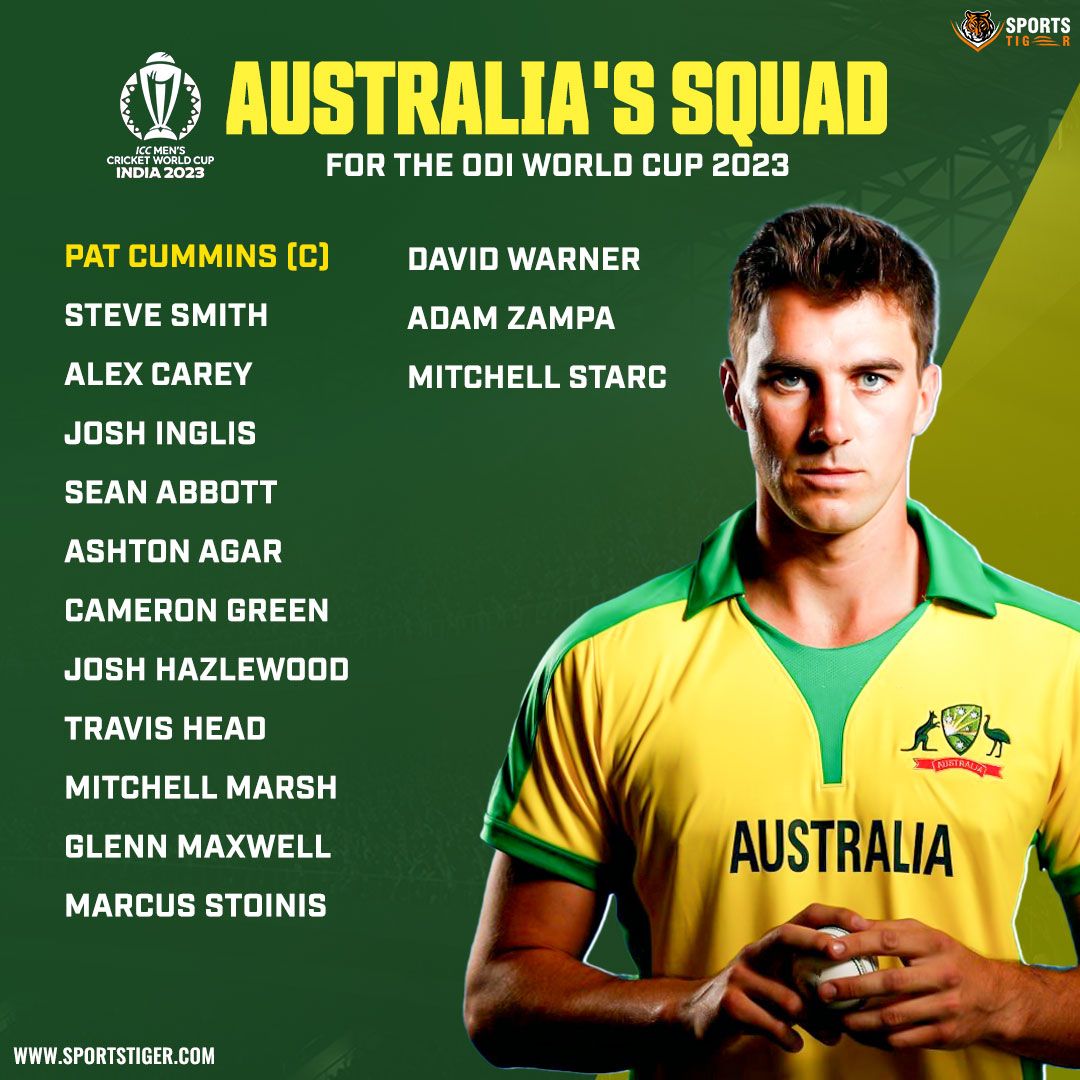 SPORTS
TIGER
AUSTRALIA'S SQUAD
FOR THE ODI WORLD CUP 2023
ICC MEN'S
CRICKET WORLD CUP
INDIA 2023
PAT CUMMINS (C)
STEVE SMITH
ALEX CAREY
JOSH INGLIS
SEAN ABBOTT
ASHTON AGAR
CAMERON GREEN
JOSH HAZLEWOOD
TRAVIS HEAD
MITCHELL MARSH
GLENN MAXWELL
MARCUS STOINIS
DAVID WARNER
ADAM ZAMPA
MITCHELL STARC
AUSTRALIA
AUSTRALIA
WWW.SPORTSTIGER.COM